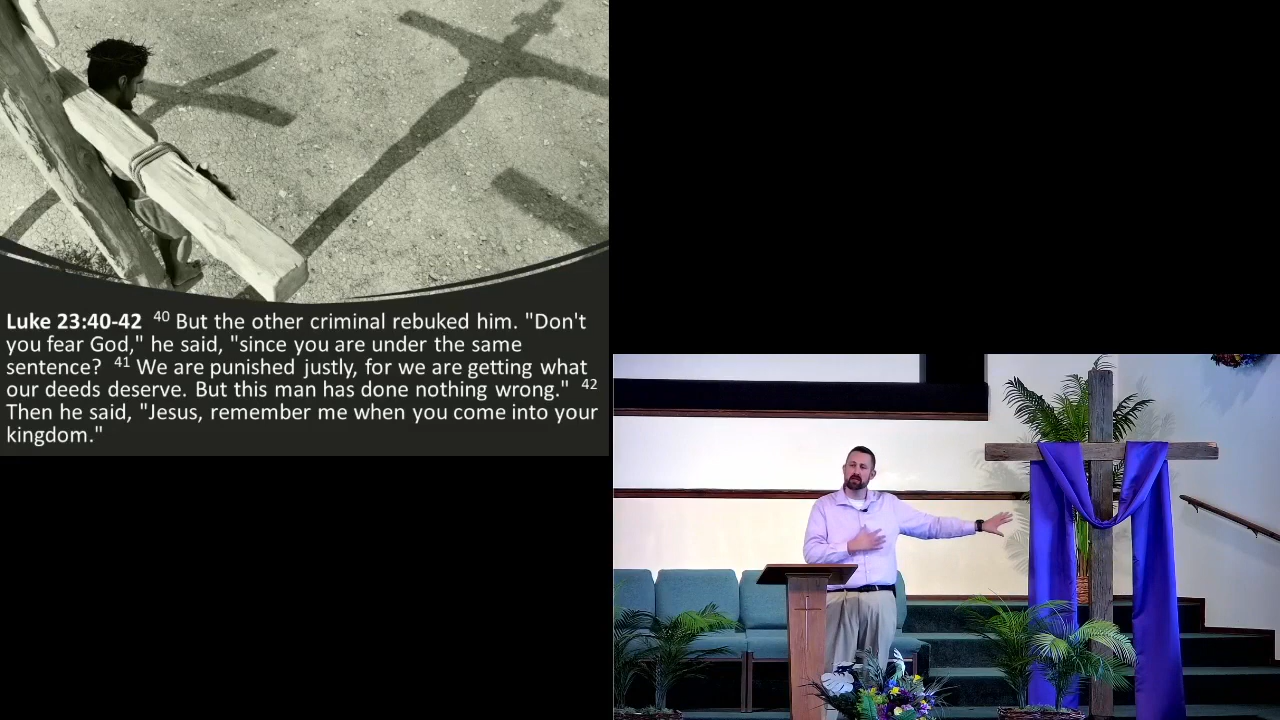 Luke 23:40-42 ⁴⁰ But the other criminal rebuked him. "Don't
you fear God," he said, "since you are under the same
sentence? ⁴¹ We are punished justly, for we are getting what
our deeds deserve. But this man has done nothing wrong." ⁴²
Then he said, "Jesus, remember me when you come into your
kingdom."